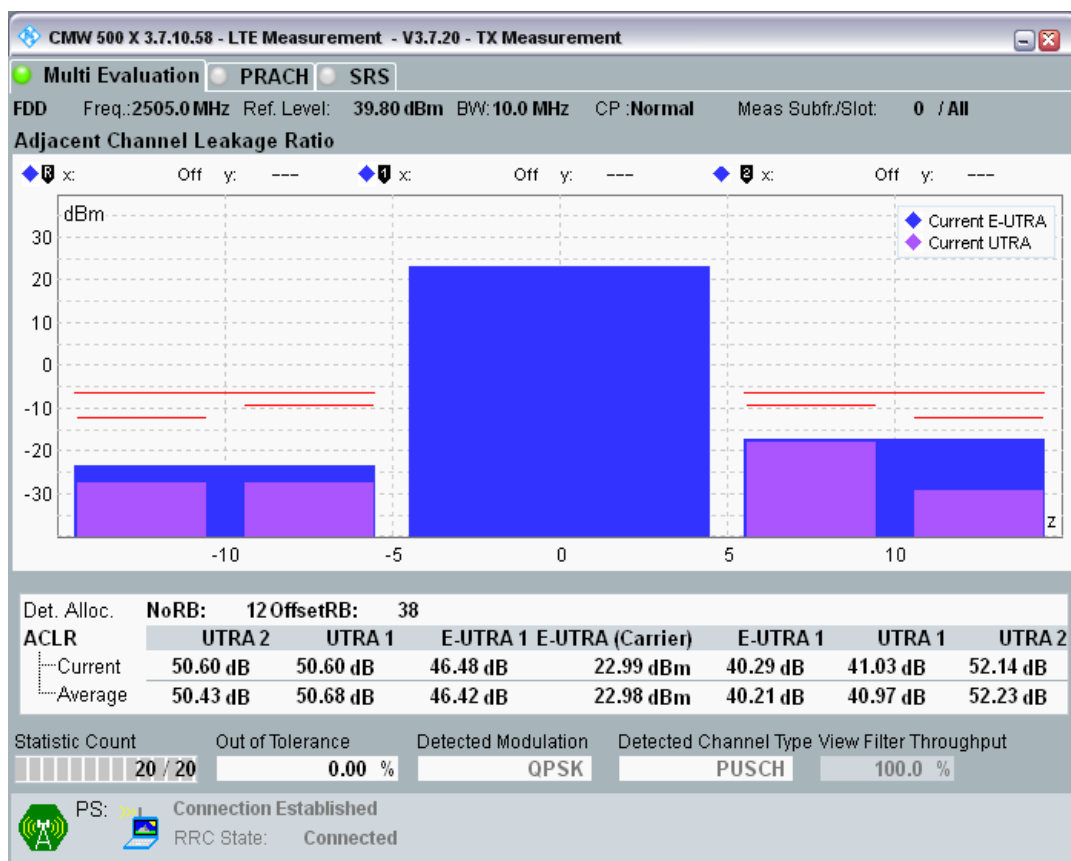 CMW 500 X 3.7.10.58 - LTE Measurement - V3.7.20 - TX Measurement
Multi Evaluation PRACH SRS
FDD Freq.:2505.0 MHz Ref. Level: 39.80 dBm BW: 10.0 MHz CP :Normal Meas Subfr./Slot: 0 / All
Adjacent Channel Leakage Ratio
R x: Off y: --- 1 x: Off y: --- 2 x: Off y: ---
dBm
Current E-UTRA
Current UTRA
30
20
10
0
-10
-20
-30
z
-10 -5 0 5 10
Det. Alloc. NoRB: 12 OffsetRB: 38
ACLR UTRA 2 UTRA 1 E-UTRA 1 E-UTRA (Carrier) E-UTRA 1 UTRA 1 UTRA 2
Current 50.60 dB 50.60 dB 46.48 dB 22.99 dBm 40.29 dB 41.03 dB 52.14 dB
Average 50.43 dB 50.68 dB 46.42 dB 22.98 dBm 40.21 dB 40.97 dB 52.23 dB
Statistic Count Out of Tolerance Detected Modulation Detected Channel Type View Filter Throughput
20 / 20 0.00 % QPSK PUSCH 100.0 %
PS: Connection Established
RRC State: Connected